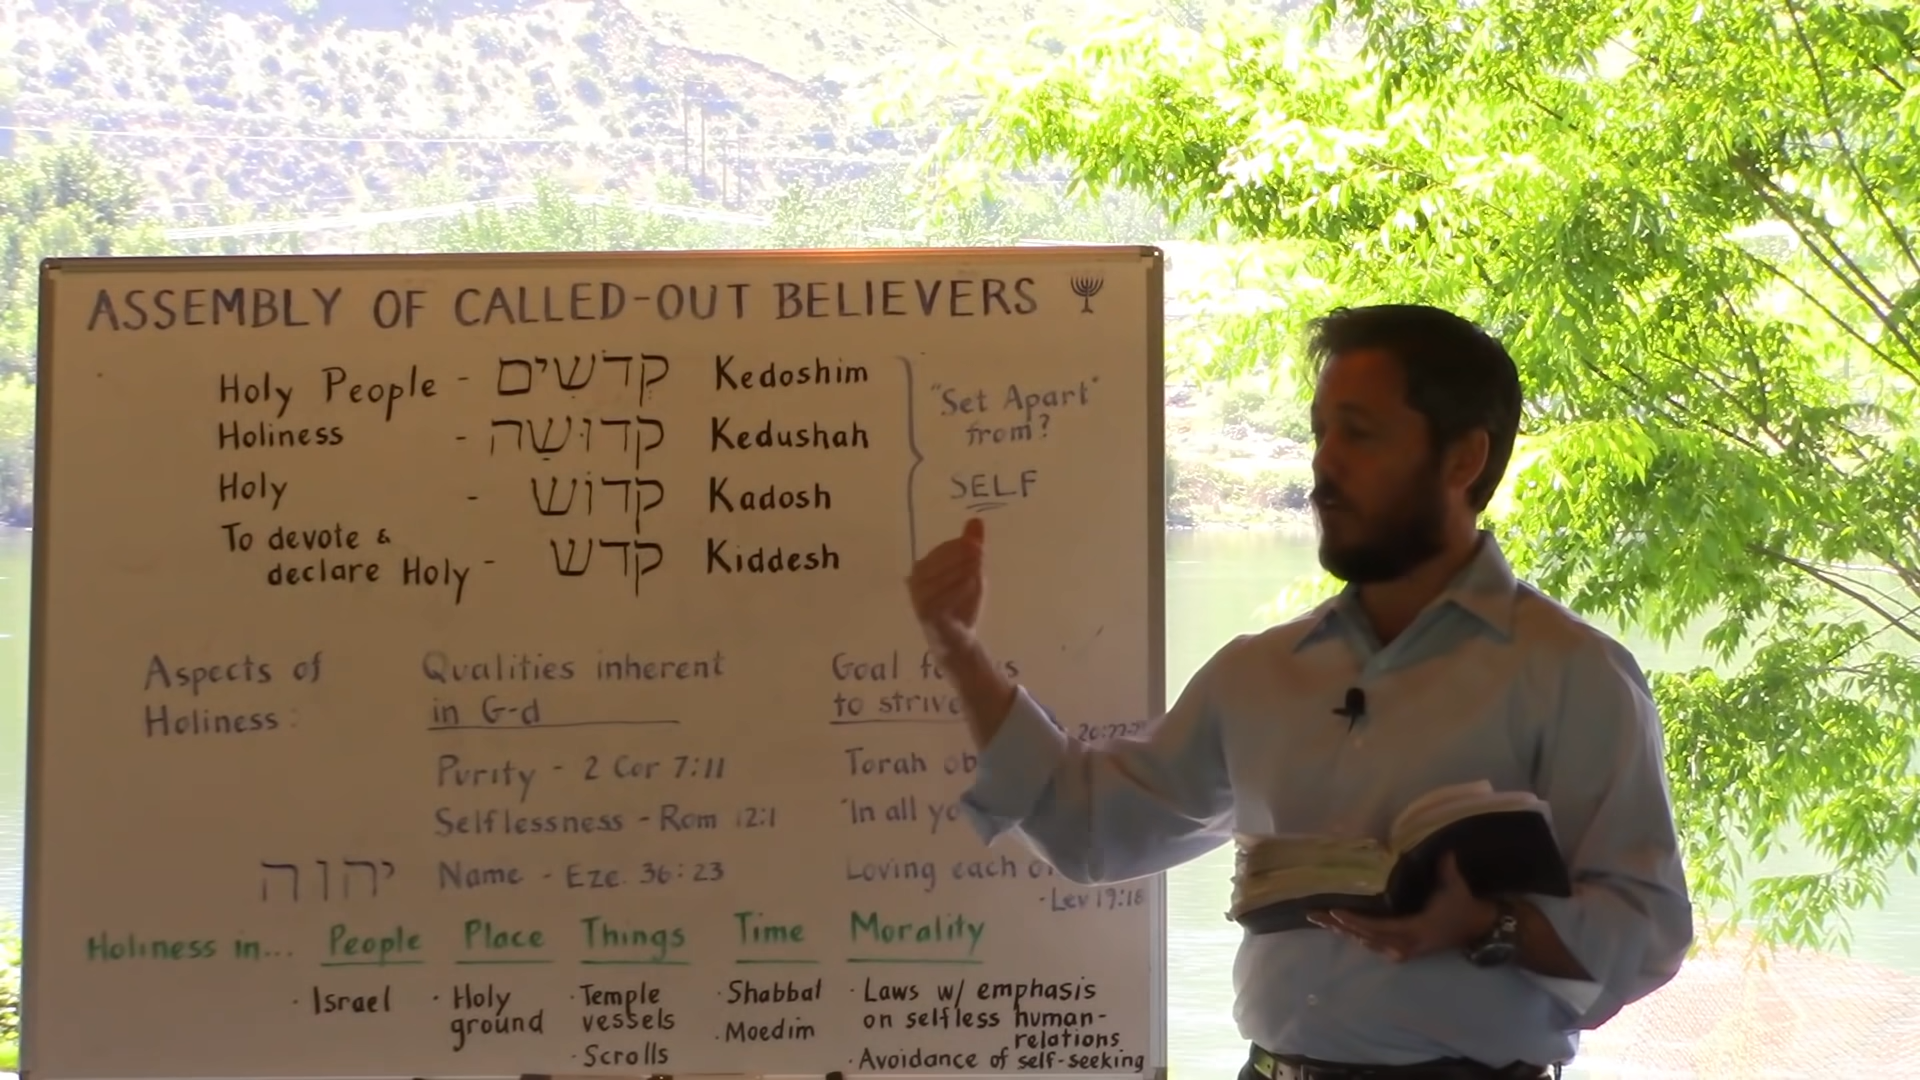 ASSEMBLY OF CALLED-OUT BELIEVERS
Holy People - קְדֹשִׁים Kedoshim
Holiness - קדוּשָה Kedushah
Holy - קדוֹש Kadosh
To devote &
declare Holy - קדש Kiddesh
"Set Apart"
from?
SELF
Aspects of
Holiness:
Qualities inherent
in G-d
Purity - 2 Cor 7:11
Selflessness - Rom 12:1
יהוה Name - Eze. 36:23
Goal
to strive
Torah
"In all
Loving each
- Lev 19:18
Holiness in... People Place Things Time Morality
· Israel
· Holy
ground
· Temple
vessels
· Scrolls
· Shabbat
· Moedim
· Laws w/ emphasis
on selfless human-
relations
· Avoidance of self-seeking